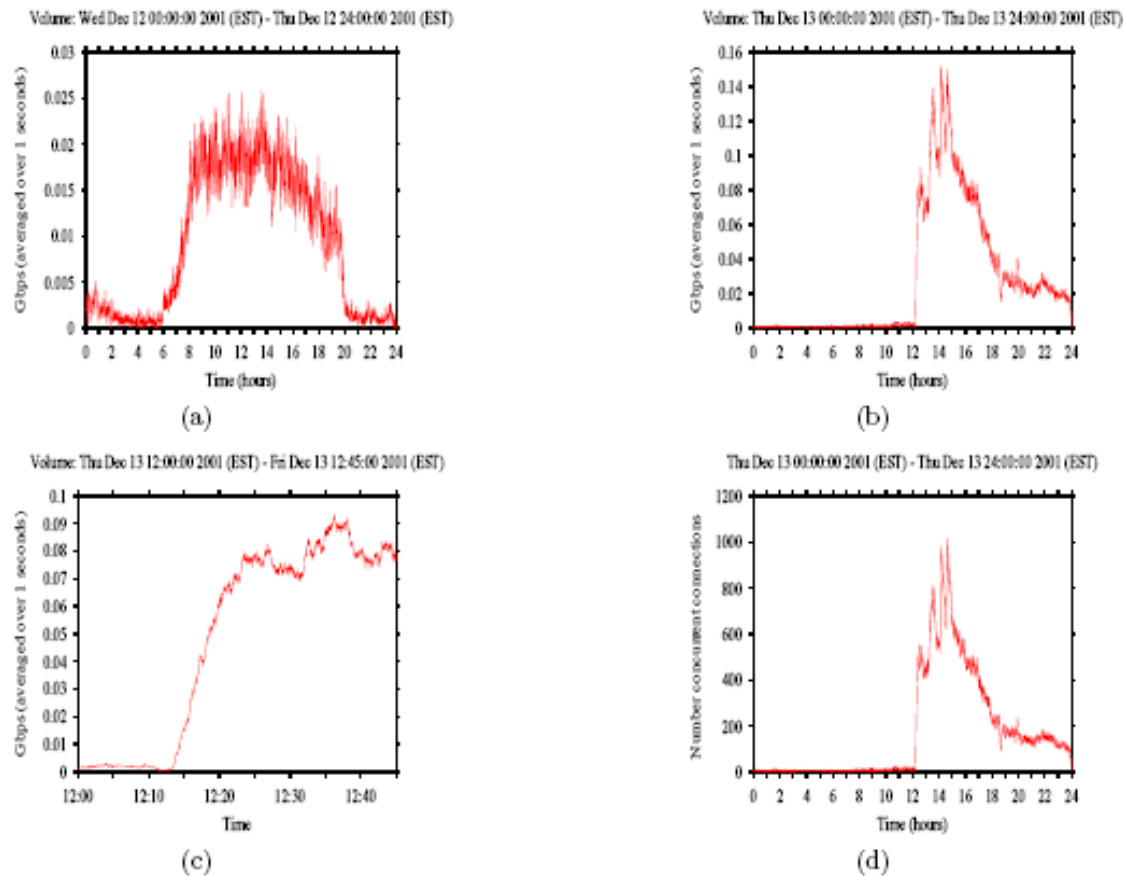 Volume: Wed Dec 12 00:00:00 2001 (EST) - Thu Dec 12 24:00:00 2001 (EST)
Gbps (averaged over 1 seconds)
0.03
0.025
0.02
0.015
0.01
0.005
0
0 2 4 6 8 10 12 14 16 18 20 22 24
Time (hours)
(a)
Volume: Thu Dec 13 00:00:00 2001 (EST) - Thu Dec 13 24:00:00 2001 (EST)
Gbps (averaged over 1 seconds)
0.16
0.14
0.12
0.1
0.08
0.06
0.04
0.02
0
0 2 4 6 8 10 12 14 16 18 20 22 24
Time (hours)
(b)
Volume: Thu Dec 13 12:00:00 2001 (EST) - Fri Dec 13 12:45:00 2001 (EST)
Gbps (averaged over 1 seconds)
0.1
0.09
0.08
0.07
0.06
0.05
0.04
0.03
0.02
0.01
0
12:00 12:10 12:20 12:30 12:40
Time
(c)
Thu Dec 13 00:00:00 2001 (EST) - Thu Dec 13 24:00:00 2001 (EST)
Number concurrent connections
1200
1000
800
600
400
200
0
0 2 4 6 8 10 12 14 16 18 20 22 24
Time (hours)
(d)